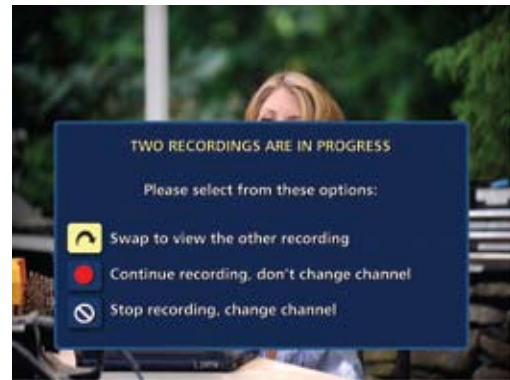 TWO RECORDINGS ARE IN PROGRESS
Please select from these options:
Swap to view the other recording
Continue recording, don't change channel
Stop recording, change channel